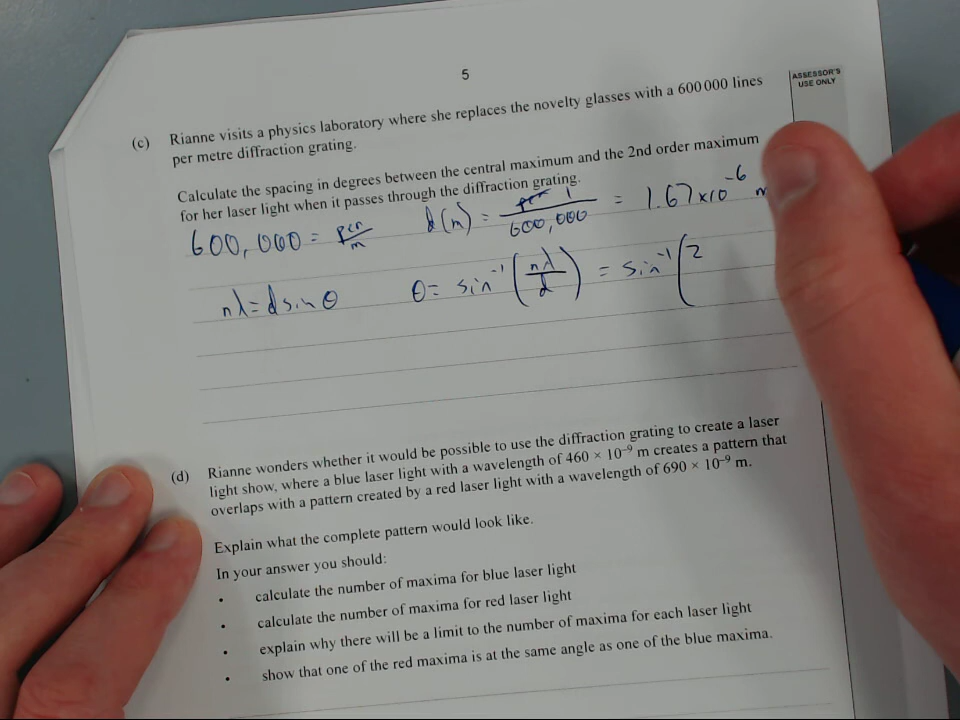 5
ASSESSOR'S
USE ONLY
(c) Rianne visits a physics laboratory where she replaces the novelty glasses with a 600 000 lines
per metre diffraction grating.
Calculate the spacing in degrees between the central maximum and the 2nd order maximum
for her laser light when it passes through the diffraction grating.
600,000 = per/m d(m) = 1/600,000 = 1.67×10⁻⁶ m
nλ = d sin θ θ = sin⁻¹(nλ/d) = sin⁻¹(2
(d) Rianne wonders whether it would be possible to use the diffraction grating to create a laser
light show, where a blue laser light with a wavelength of 460 × 10⁻⁹ m creates a pattern that
overlaps with a pattern created by a red laser light with a wavelength of 690 × 10⁻⁹ m.
Explain what the complete pattern would look like.
In your answer you should:
• calculate the number of maxima for blue laser light
• calculate the number of maxima for red laser light
• explain why there will be a limit to the number of maxima for each laser light
• show that one of the red maxima is at the same angle as one of the blue maxima.